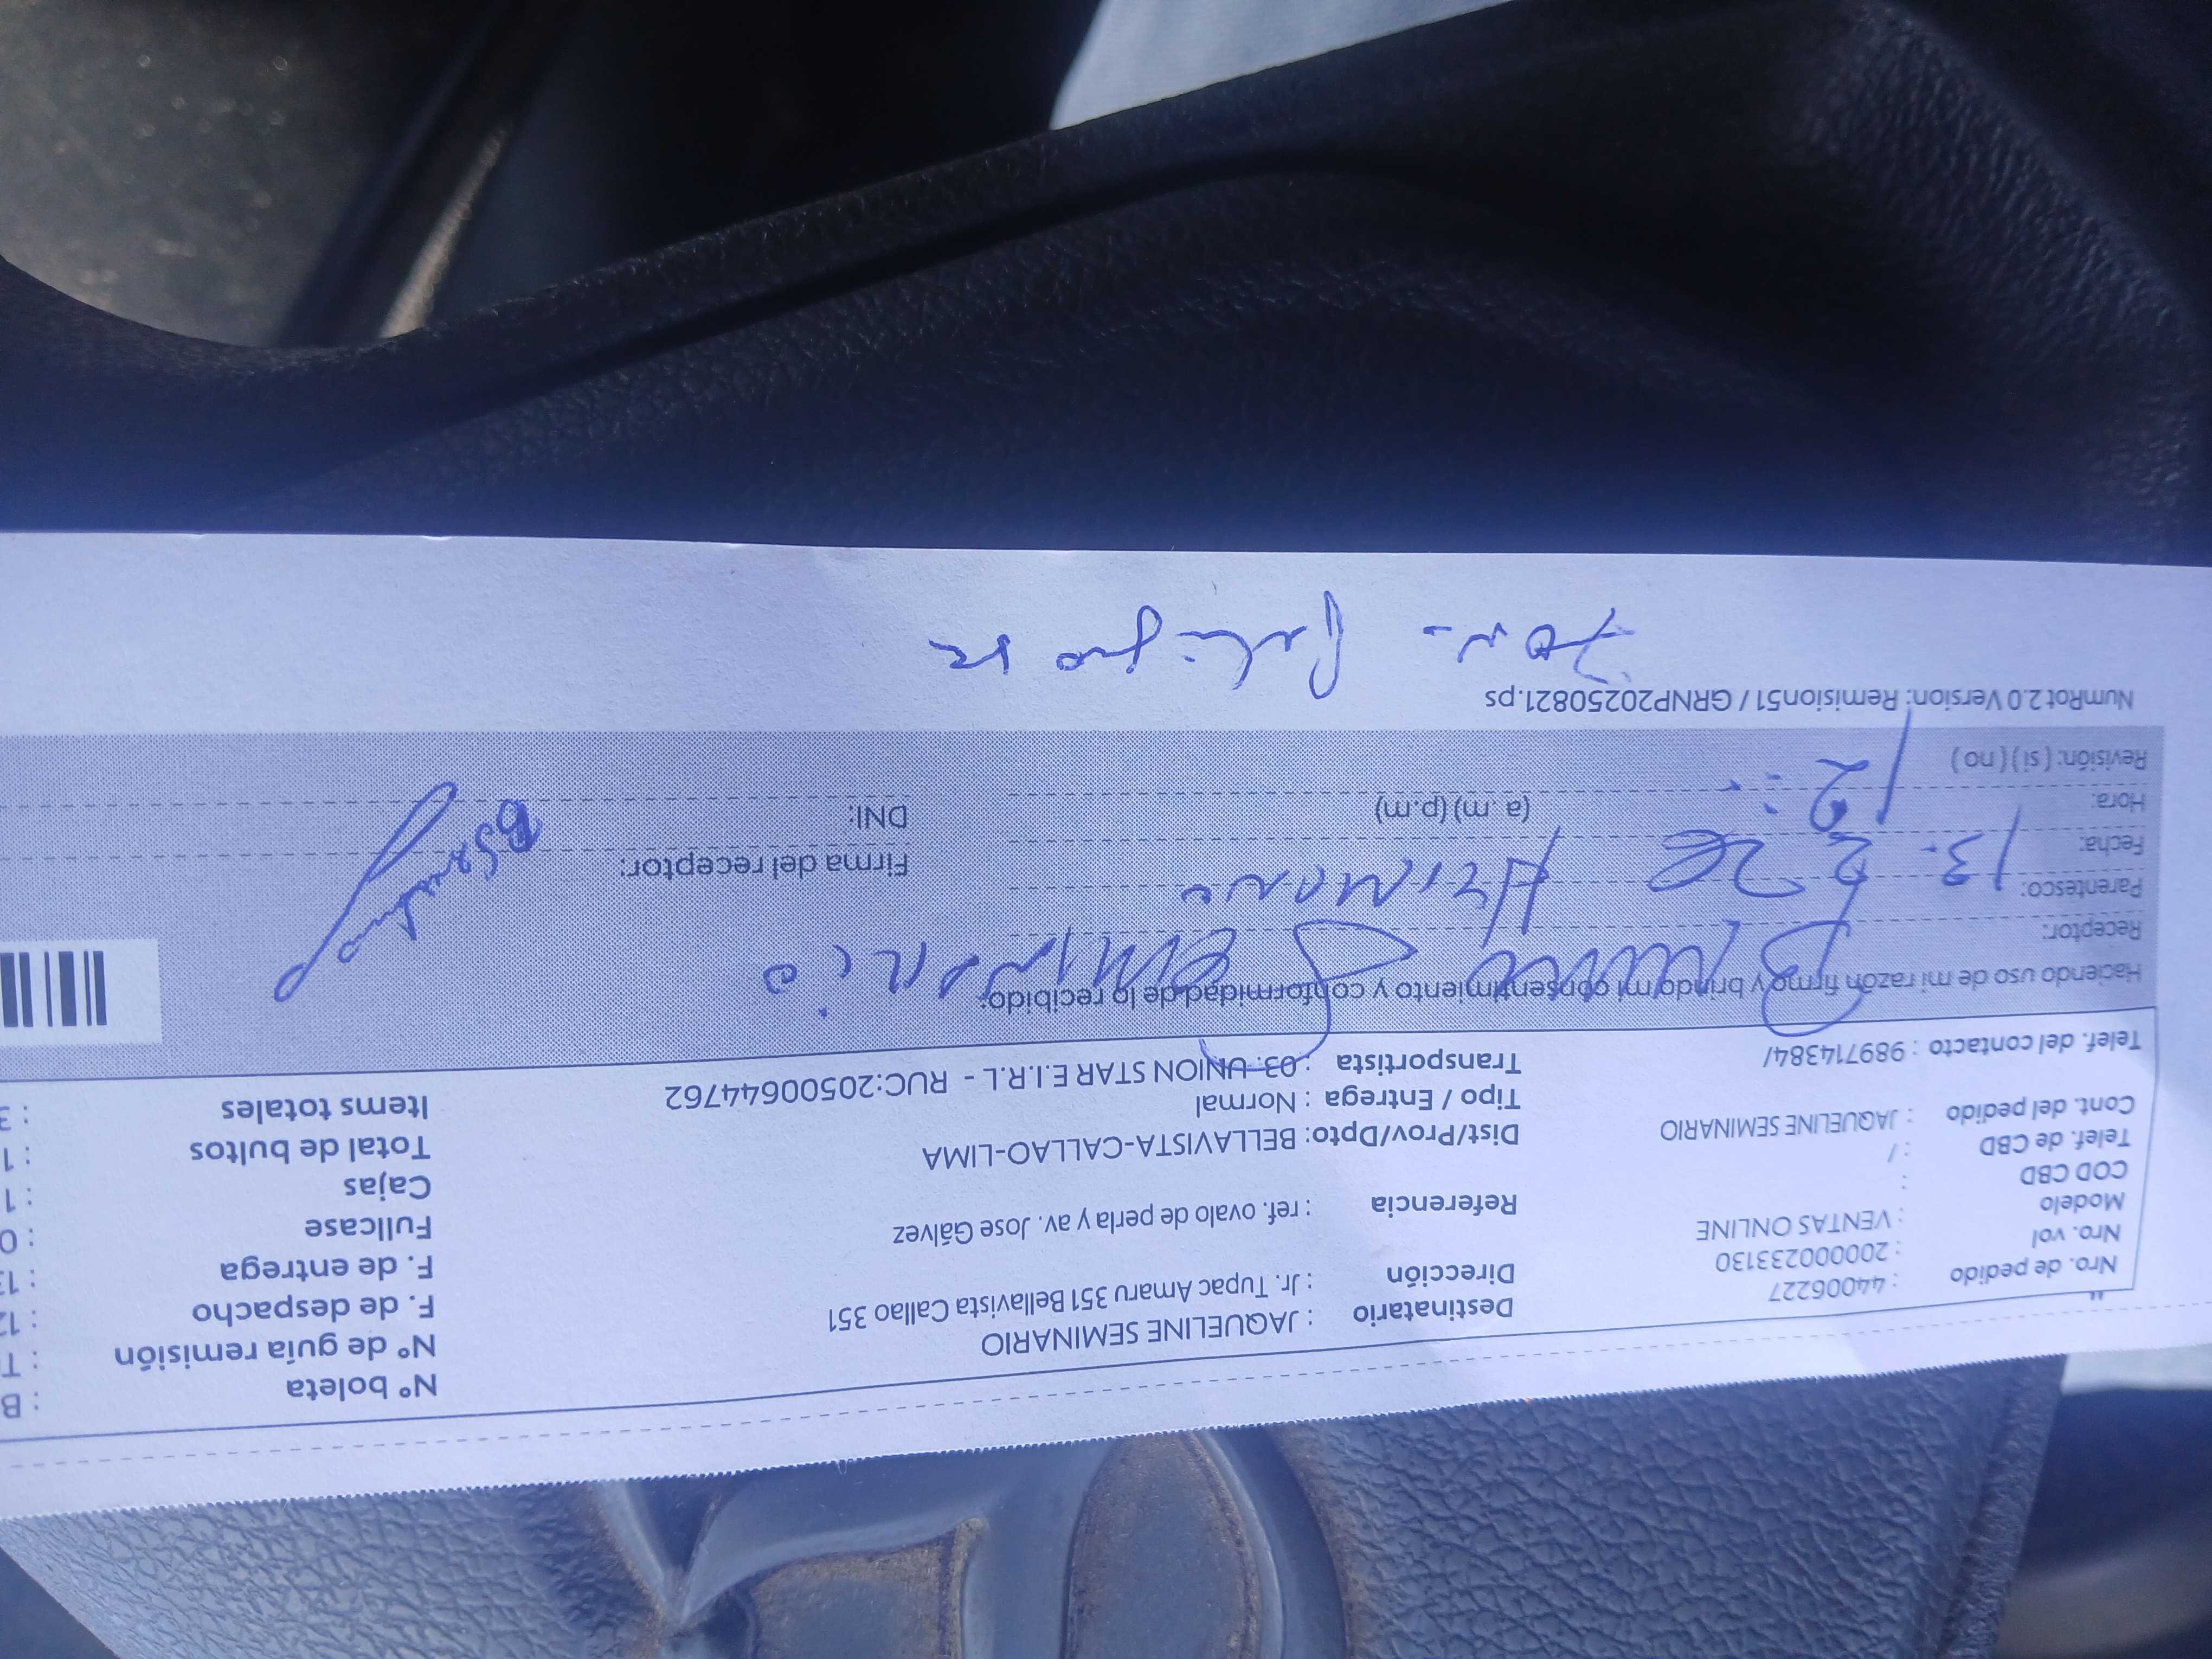 Nº boleta : B
Nº de guía remisión : T
F. de despacho : 12
F. de entrega : 13
Fullcase : 0
Cajas : 1
Total de bultos : 1
Items totales : 3
Destinatario : JAQUELINE SEMINARIO
Dirección : Jr. Tupac Amaru 351 Bellavista Callao 351
Referencia : ref. ovalo de perla y av. Jose Gálvez
Dist/Prov/Dpto: BELLAVISTA-CALLAO-LIMA
Tipo / Entrega : Normal
Transportista : 03: UNION STAR E.I.R.L - RUC:20500644762
Nro. de pedido : 44006227
Nro. vol : 20000233130
Modelo : VENTAS ONLINE
COD CBD :
Telef. de CBD : /
Cont. del pedido : JAQUELINE SEMINARIO
Telef. del contacto : 989714384/
Haciendo uso de mi razón firmo y brindo mi consentimiento y conformidad de lo recibido:
Receptor: Bruno Seminario
Parentesco: Hermano
Fecha: 13. 2 26
Hora: 12: (a. m) (p.m)
Revisión: ( si ) ( no )
Firma del receptor:
DNI:
NumRot 2.0 Version: Remision51 / GRNP20250821.ps